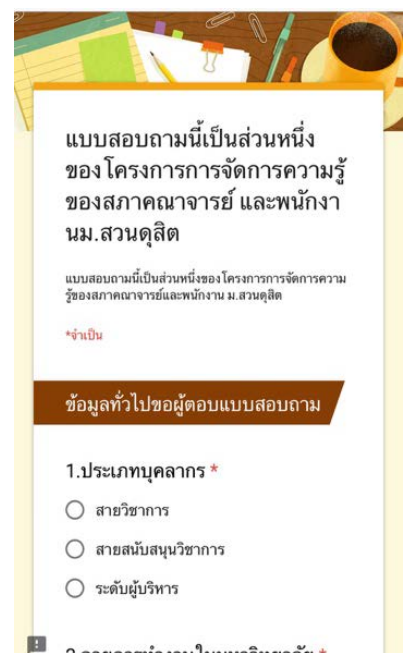 แบบสอบถามนี้เป็นส่วนหนึ่ง
ของโครงการการจัดการความรู้
ของสภาคณาจารย์ และพนักงา
นม.สวนดุสิต
แบบสอบถามนี้เป็นส่วนหนึ่งของโครงการการจัดการความ
รู้ของสภาคณาจารย์และพนักงาน ม.สวนดุสิต
*จำเป็น
ข้อมูลทั่วไปขอผู้ตอบแบบสอบถาม
1.ประเภทบุคลากร *
สายวิชาการ
สายสนับสนุนวิชาการ
ระดับผู้บริหาร